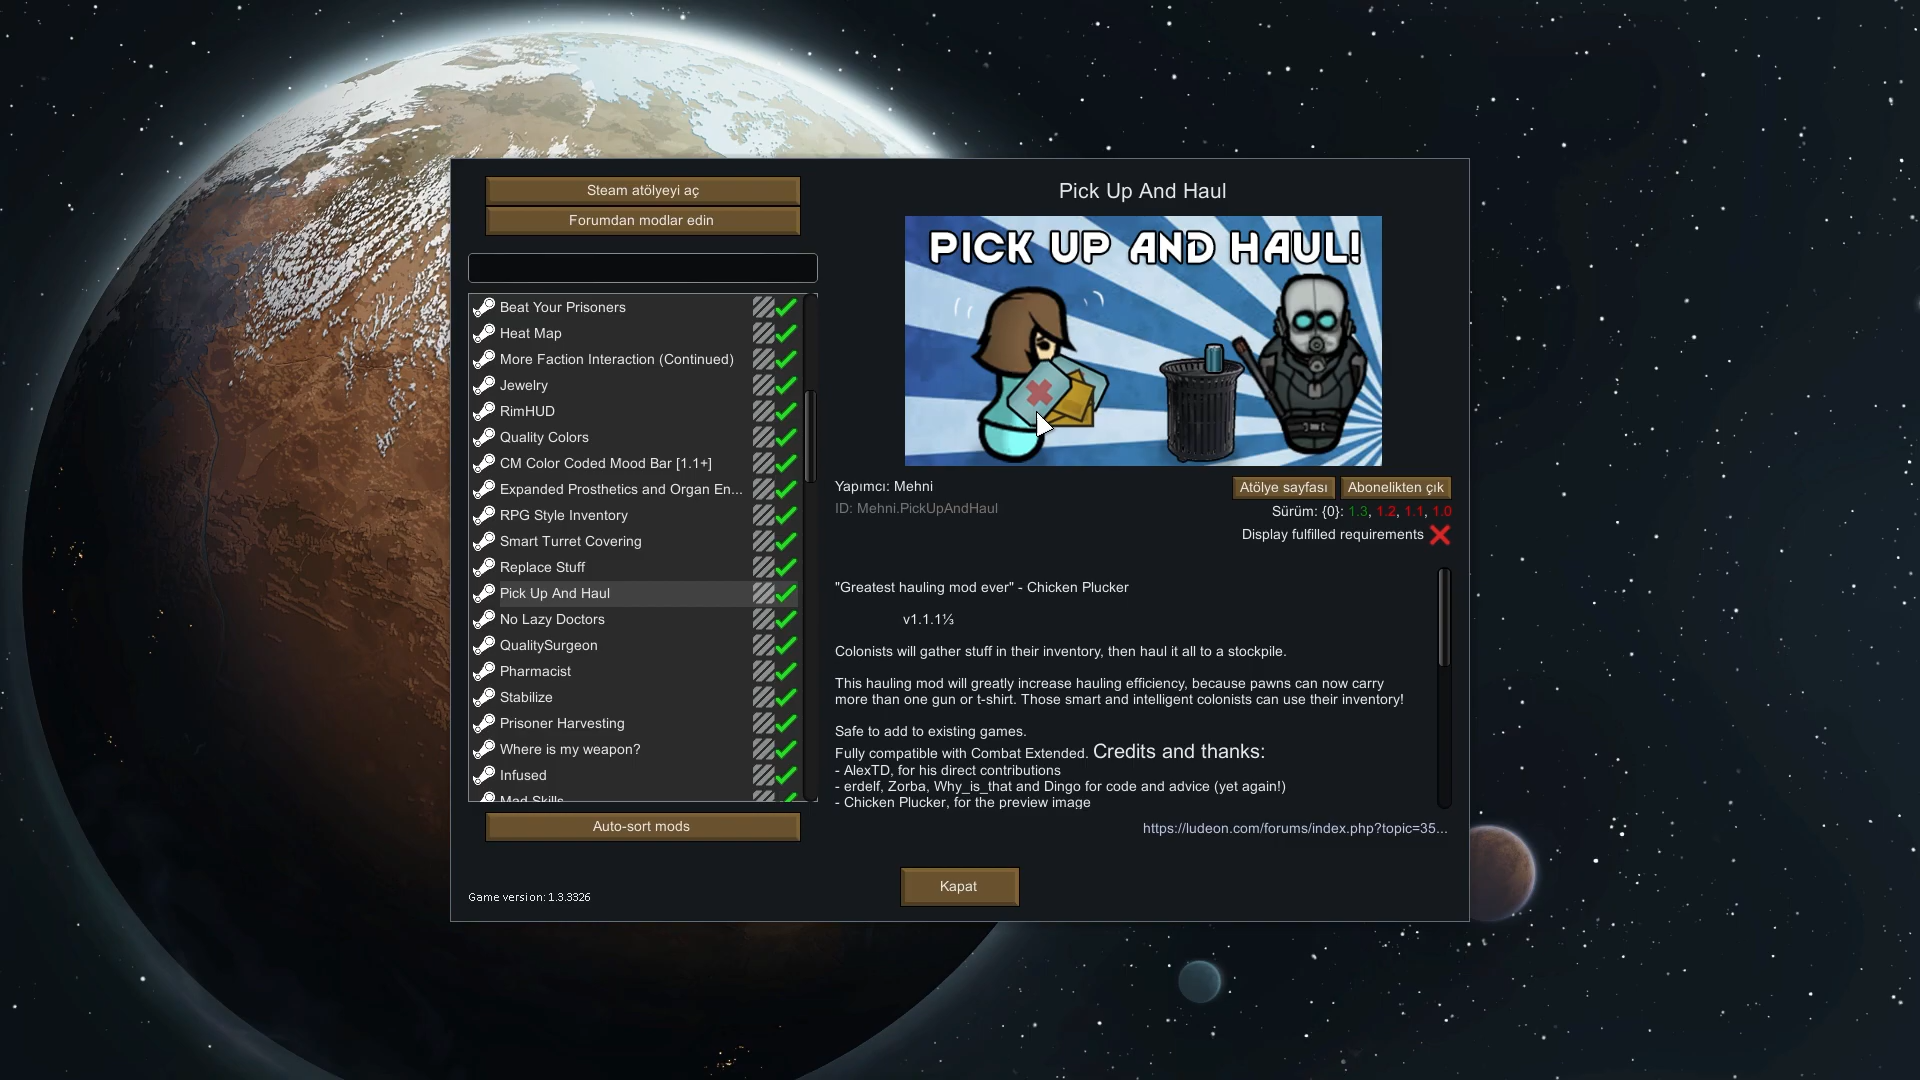 Steam atölyeyi aç
Forumdan modlar edin
Beat Your Prisoners
Heat Map
More Faction Interaction (Continued)
Jewelry
RimHUD
Quality Colors
CM Color Coded Mood Bar [1.1+]
Expanded Prosthetics and Organ En...
RPG Style Inventory
Smart Turret Covering
Replace Stuff
Pick Up And Haul
No Lazy Doctors
QualitySurgeon
Pharmacist
Stabilize
Prisoner Harvesting
Where is my weapon?
Infused
Mad Skills
Auto-sort mods
Game version: 1.3.3326
Pick Up And Haul
PICK UP AND HAUL!
Yapımcı: Mehni
Atölye sayfası
Abonelikten çık
ID: Mehni.PickUpAndHaul
Sürüm: {0}: 1.3, 1.2, 1.1, 1.0
Display fulfilled requirements
"Greatest hauling mod ever" - Chicken Plucker
v1.1.1⅓
Colonists will gather stuff in their inventory, then haul it all to a stockpile.
This hauling mod will greatly increase hauling efficiency, because pawns can now carry
more than one gun or t-shirt. Those smart and intelligent colonists can use their inventory!
Safe to add to existing games.
Fully compatible with Combat Extended. Credits and thanks:
- AlexTD, for his direct contributions
- erdelf, Zorba, Why_is_that and Dingo for code and advice (yet again!)
- Chicken Plucker, for the preview image
https://ludeon.com/forums/index.php?topic=35...
Kapat